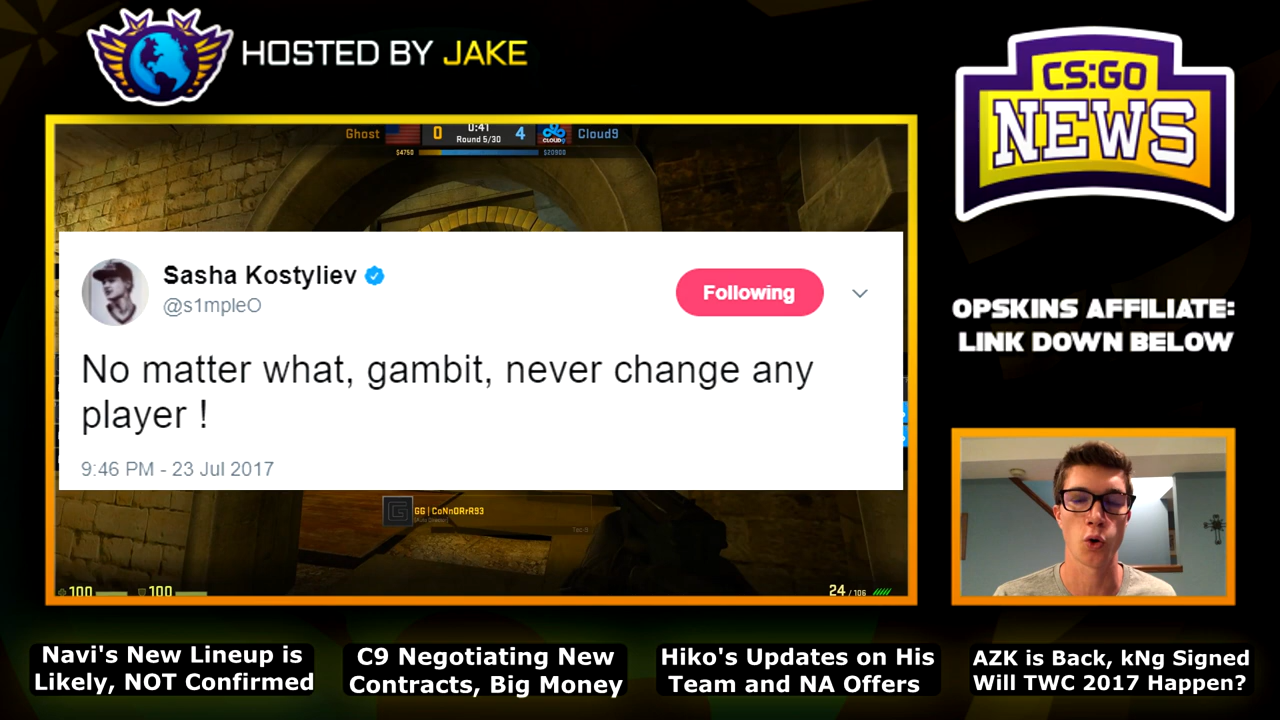 HOSTED BY JAKE
CS:GO
NEWS
Ghost 0 0:41 4 Cloud9
Round 5/30
$4750 $20900
CLOUD9
Sasha Kostyliev
@s1mpleO
Following
No matter what, gambit, never change any
player !
9:46 PM - 23 Jul 2017
OPSKINS AFFILIATE:
LINK DOWN BELOW
GG | CoNnORrR93
100 100
24 / 106
Navi's New Lineup is
Likely, NOT Confirmed
C9 Negotiating New
Contracts, Big Money
Hiko's Updates on His
Team and NA Offers
AZK is Back, kNg Signed
Will TWC 2017 Happen?